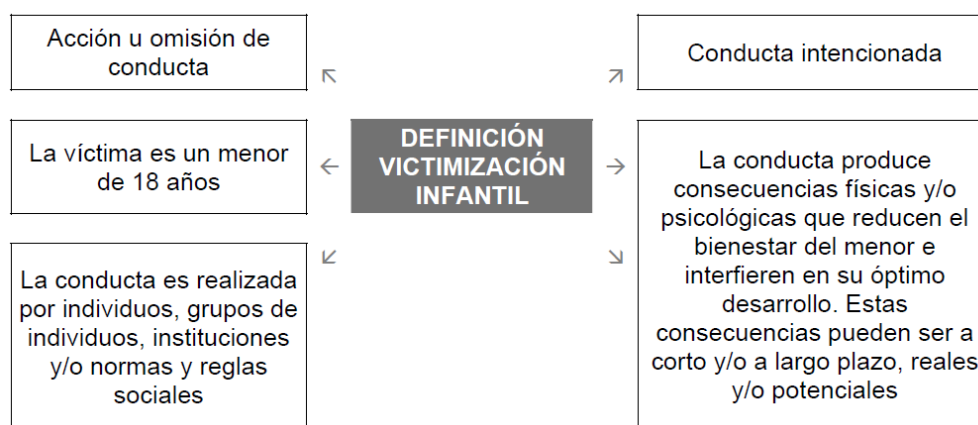 Acción u omisión de
conducta
Conducta intencionada
La víctima es un menor
de 18 años
DEFINICIÓN
VICTIMIZACIÓN
INFANTIL
La conducta produce
consecuencias físicas y/o
psicológicas que reducen el
bienestar del menor e
interfieren en su óptimo
desarrollo. Estas
consecuencias pueden ser a
corto y/o a largo plazo, reales
y/o potenciales
La conducta es realizada
por individuos, grupos de
individuos, instituciones
y/o normas y reglas
sociales